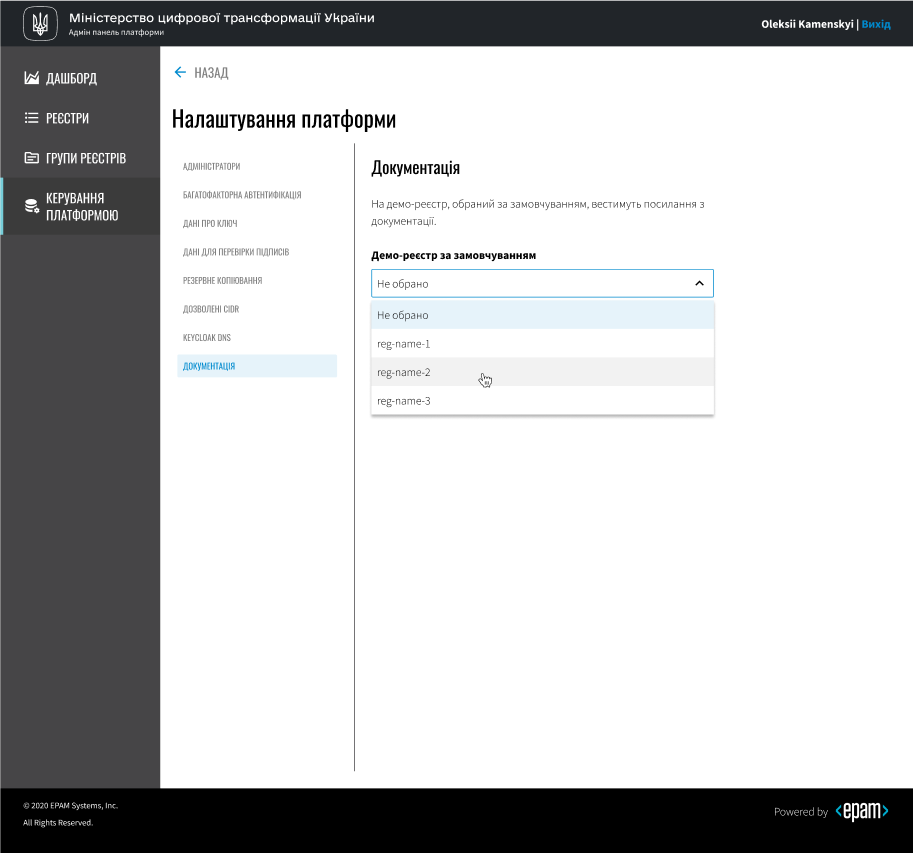 Міністерство цифрової трансформації України
Адмін панель платформи
Oleksii Kamenskyi | Вихід
ДАШБОРД
РЕЄСТРИ
ГРУПИ РЕЄСТРІВ
КЕРУВАННЯ
ПЛАТФОРМОЮ
НАЗАД
Налаштування платформи
АДМІНІСТРАТОРИ
БАГАТОФАКТОРНА АВТЕНТИФІКАЦІЯ
ДАНІ ПРО КЛЮЧ
ДАНІ ДЛЯ ПЕРЕВІРКИ ПІДПИСІВ
РЕЗЕРВНЕ КОПІЮВАННЯ
ДОЗВОЛЕНІ CIDR
KEYCLOAK DNS
ДОКУМЕНТАЦІЯ
Документація
На демо-реєстр, обраний за замовчуванням, вестимуть посилання з
документації.
Демо-реєстр за замовчуванням
Не обрано
Не обрано
reg-name-1
reg-name-2
reg-name-3
© 2020 EPAM Systems, Inc.
All Rights Reserved.
Powered by <epam>